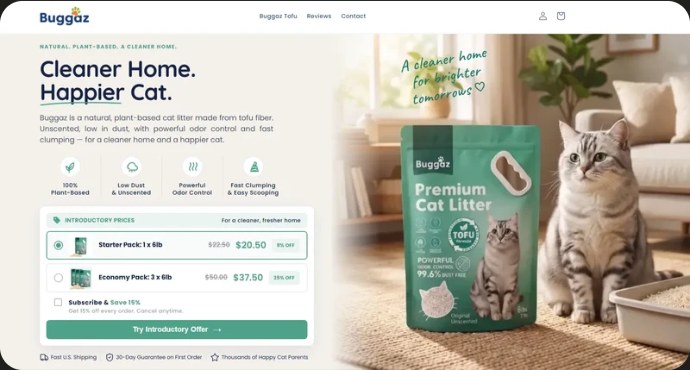 Buggaz
Buggaz Tofu Reviews Contact
NATURAL. PLANT-BASED. A CLEANER HOME.
Cleaner Home.
Happier Cat.
Buggaz is a natural, plant-based cat litter made from tofu fiber.
Unscented, low in dust, with powerful odor control and fast
clumping — for a cleaner home and a happier cat.
100%
Plant-Based
Low Dust
& Unscented
Powerful
Odor Control
Fast Clumping
& Easy Scooping
INTRODUCTORY PRICES
For a cleaner, fresher home
Starter Pack: 1 x 6lb $22.50 $20.50 9% OFF
Economy Pack: 3 x 6lb $50.00 $37.50 25% OFF
Subscribe & Save 15%
Get 15% off every order. Cancel anytime.
Try Introductory Offer →
Fast U.S. Shipping
30-Day Guarantee on First Order
Thousands of Happy Cat Parents
A cleaner home
for brighter
tomorrows
Buggaz
Premium
Cat Litter
TOFU
POWERFUL
ODOR CONTROL
99.6%
Original
Unscented